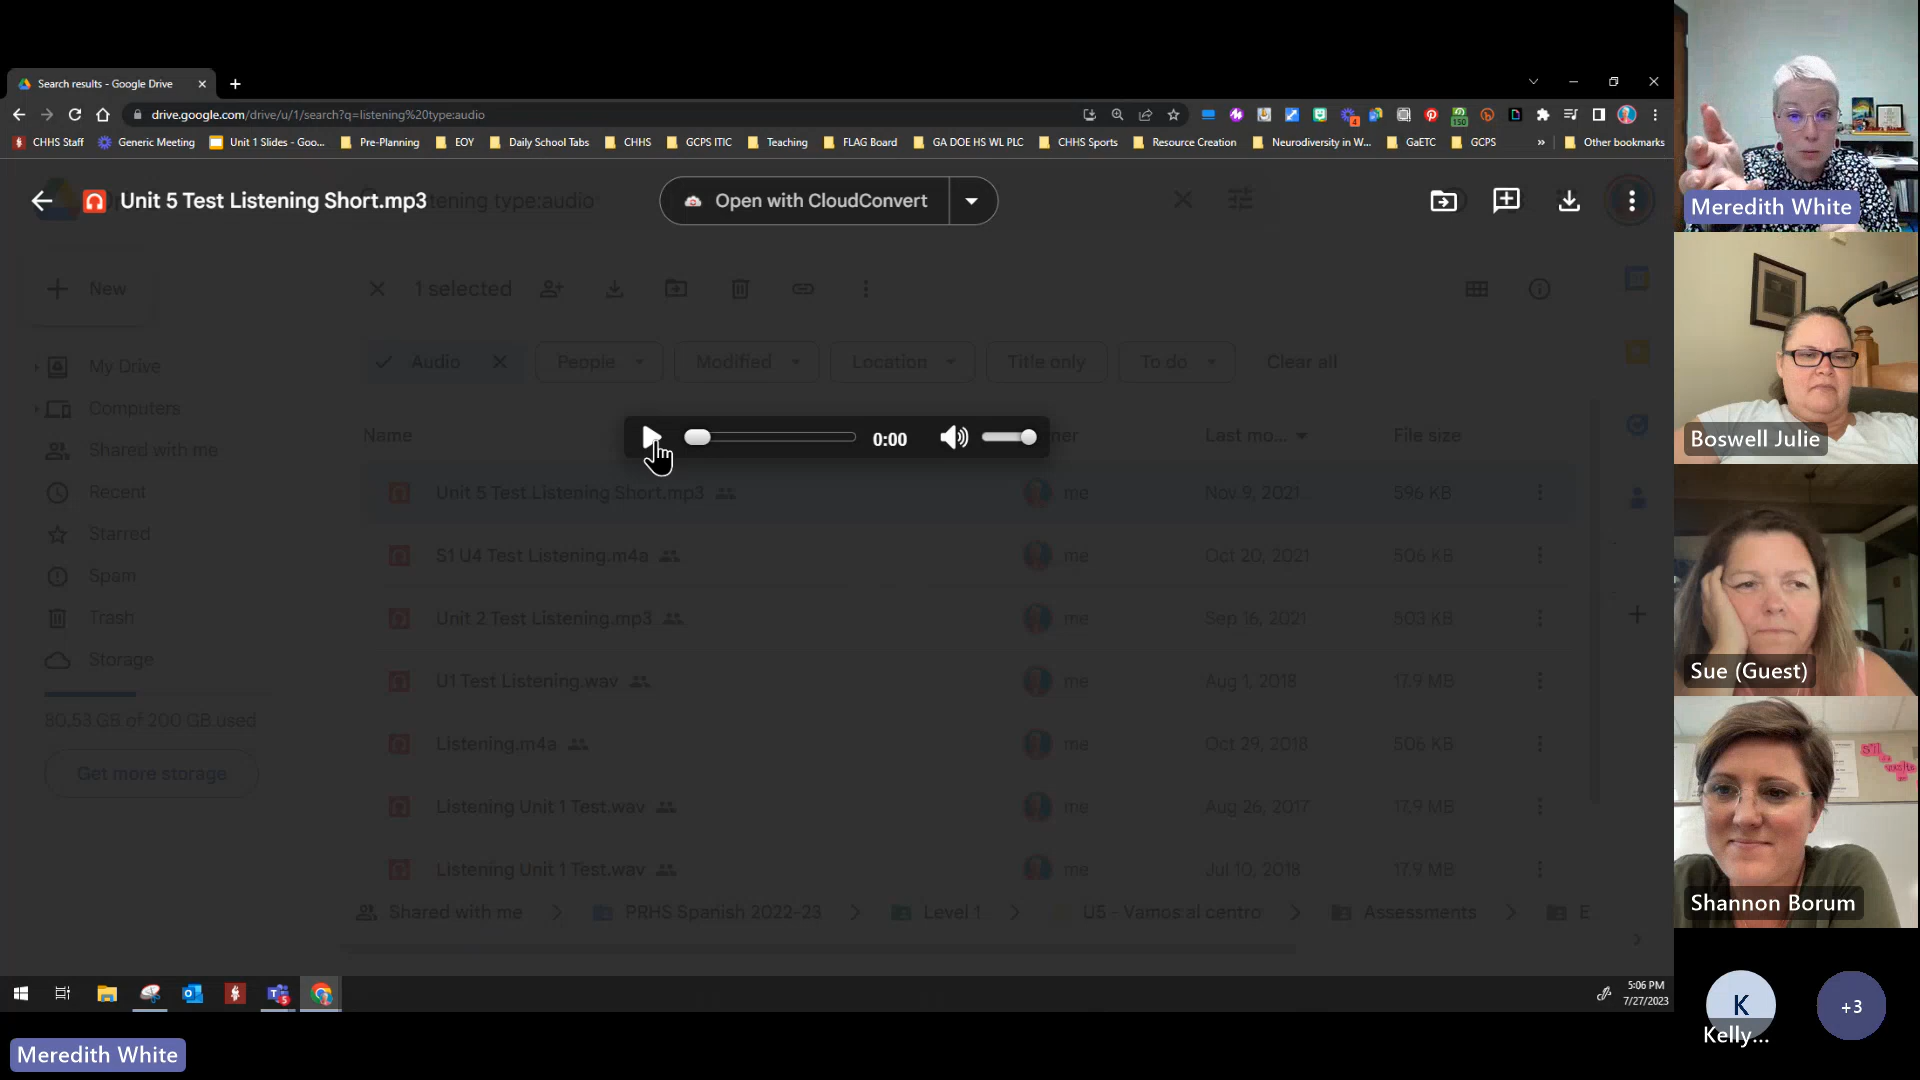 Search results - Google Drive
drive.google.com/drive/u/1/search?q=listening%20type:audio
CHHS Staff
Generic Meeting
Unit 1 Slides - Goo...
Pre-Planning
EOY
Daily School Tabs
CHHS
GCPS ITIC
Teaching
FLAG Board
GA DOE HS WL PLC
CHHS Sports
Resource Creation
Neurodiversity in W...
GaETC
GCPS
»
Other bookmarks
Unit 5 Test Listening Short.mp3
tening type:audio
Open with CloudConvert
New
1 selected
Audio
People
Modified
Location
Title only
To do
Clear all
My Drive
Computers
Shared with me
Recent
Starred
Spam
Trash
Storage
80.53 GB of 200 GB used
Get more storage
0:00
Name
ner
Last mo...
File size
Unit 5 Test Listening Short.mp3 me Nov 9, 2021 596 KB
S1 U4 Test Listening.m4a me Oct 20, 2021 506 KB
Unit 2 Test Listening.mp3 me Sep 16, 2021 503 KB
U1 Test Listening.wav me Aug 1, 2018 17.9 MB
Listening.m4a me Oct 29, 2018 506 KB
Listening Unit 1 Test.wav me Aug 26, 2017 17.9 MB
Listening Unit 1 Test.wav me Jul 10, 2018 17.9 MB
Shared with me > PRHS Spanish 2022-23 > Level 1 > U5 - Vamos al centro > Assessments > E
5:06 PM
7/27/2023
Meredith White
Meredith White
Boswell Julie
Sue (Guest)
Shannon Borum
K
Kelly...
+3